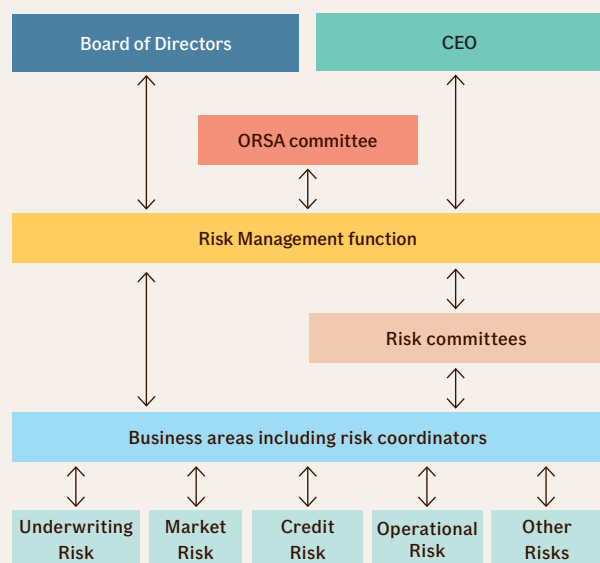 Board of Directors
CEO
ORSA committee
Risk Management function
Risk committees
Business areas including risk coordinators
Underwriting
Risk
Market
Risk
Credit
Risk
Operational
Risk
Other
Risks